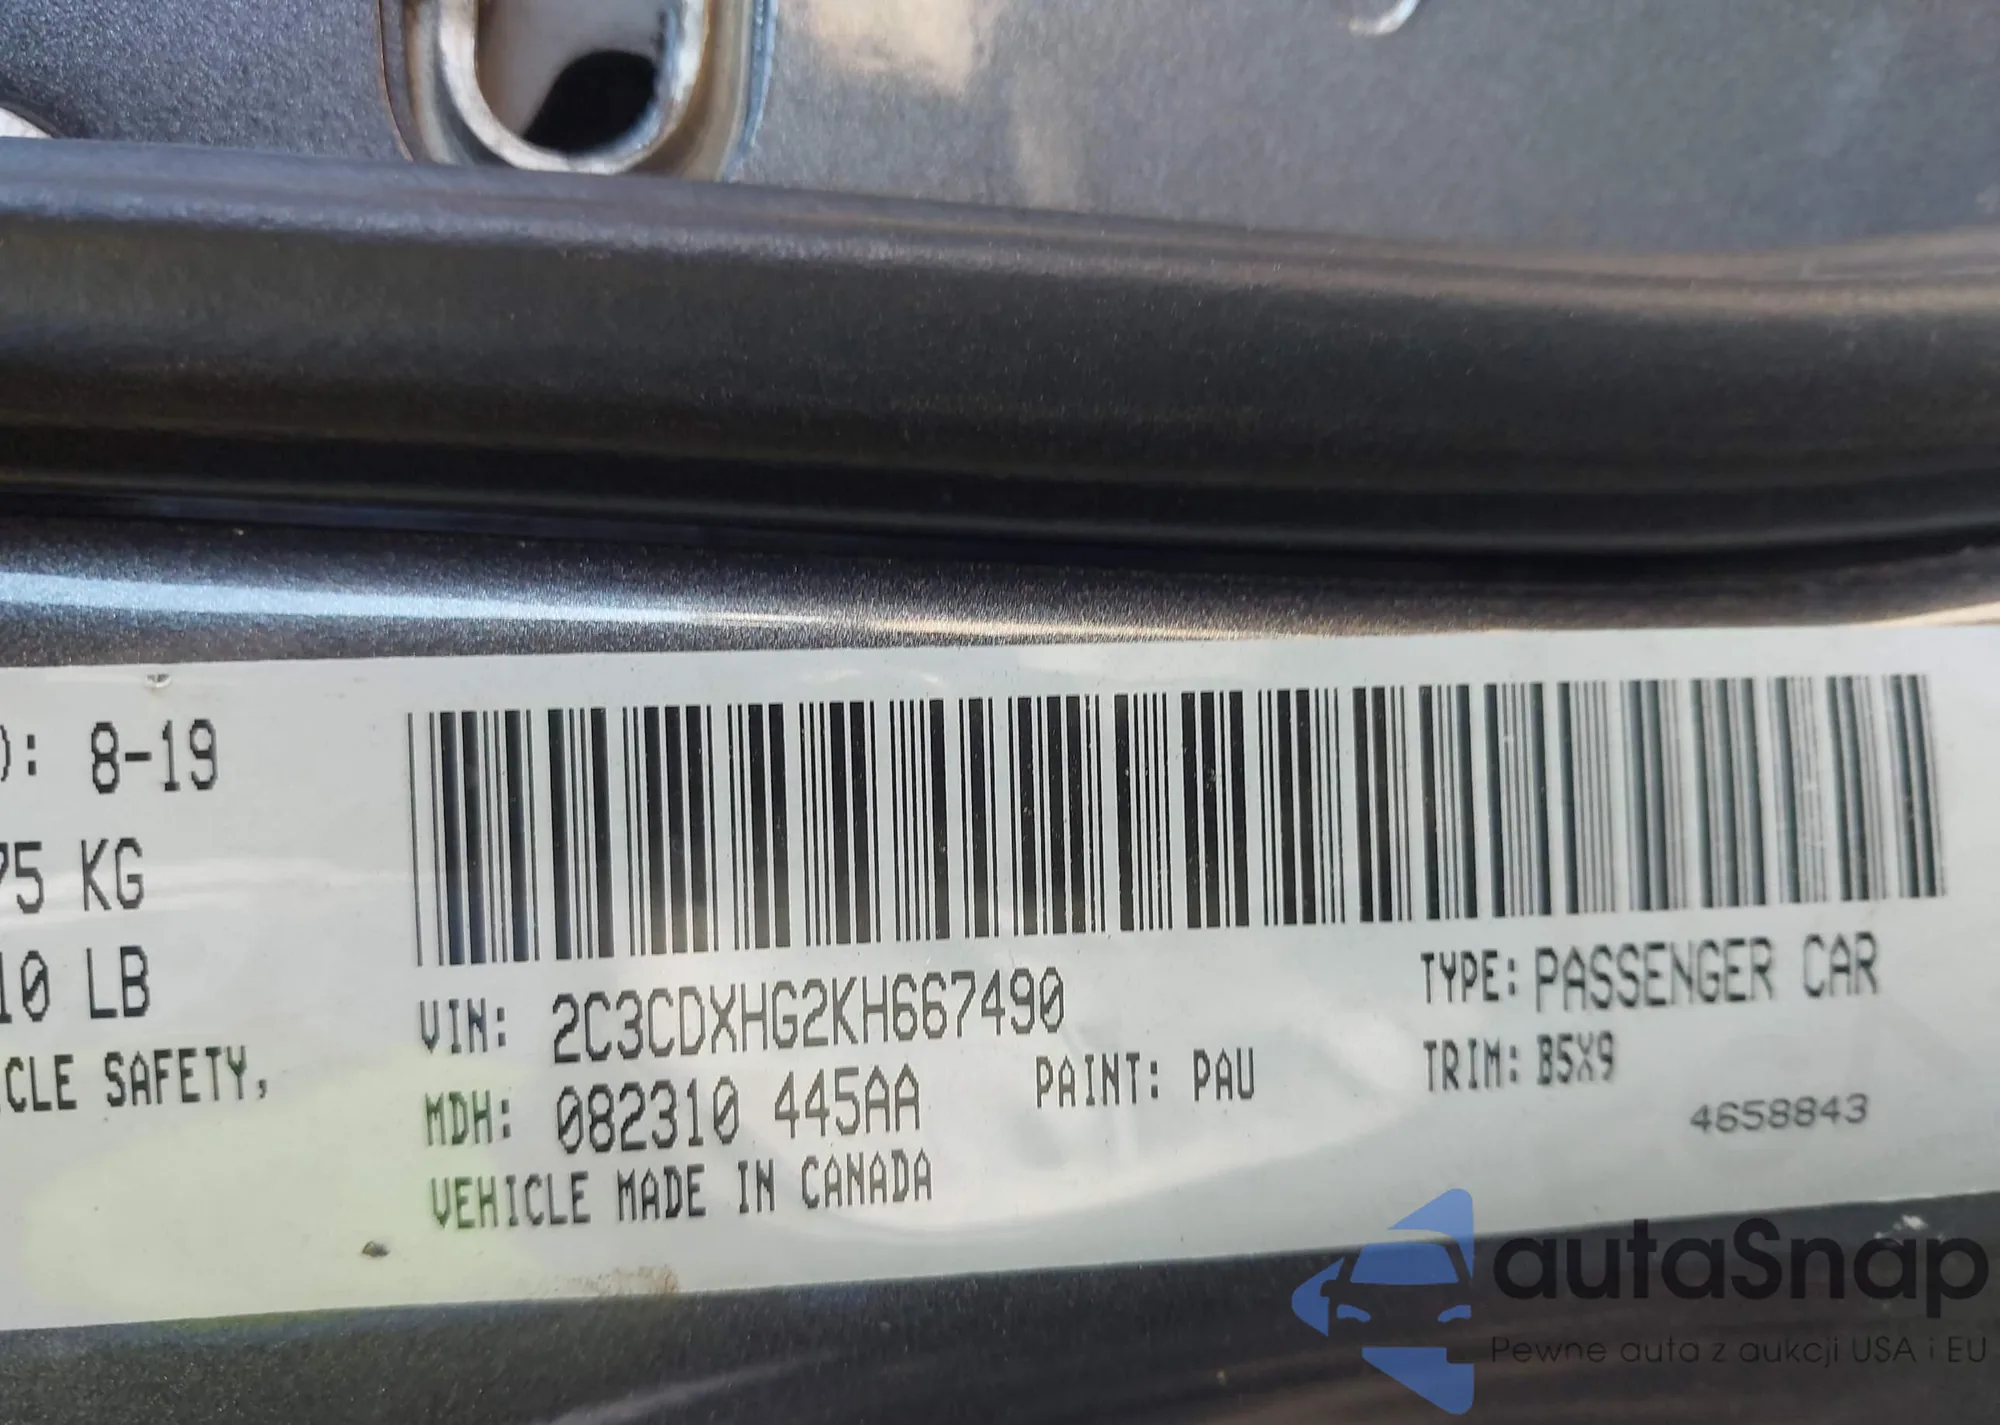 ): 8-19
75 KG
10 LB
CLE SAFETY,
VIN: 2C3CDXHG2KH667490
MDH: 082310 445AA
PAINT: PAU
VEHICLE MADE IN CANADA
TYPE: PASSENGER CAR
TRIM: B5X9
4658843
autaSnap
Pewne auta z aukcji USA i EU